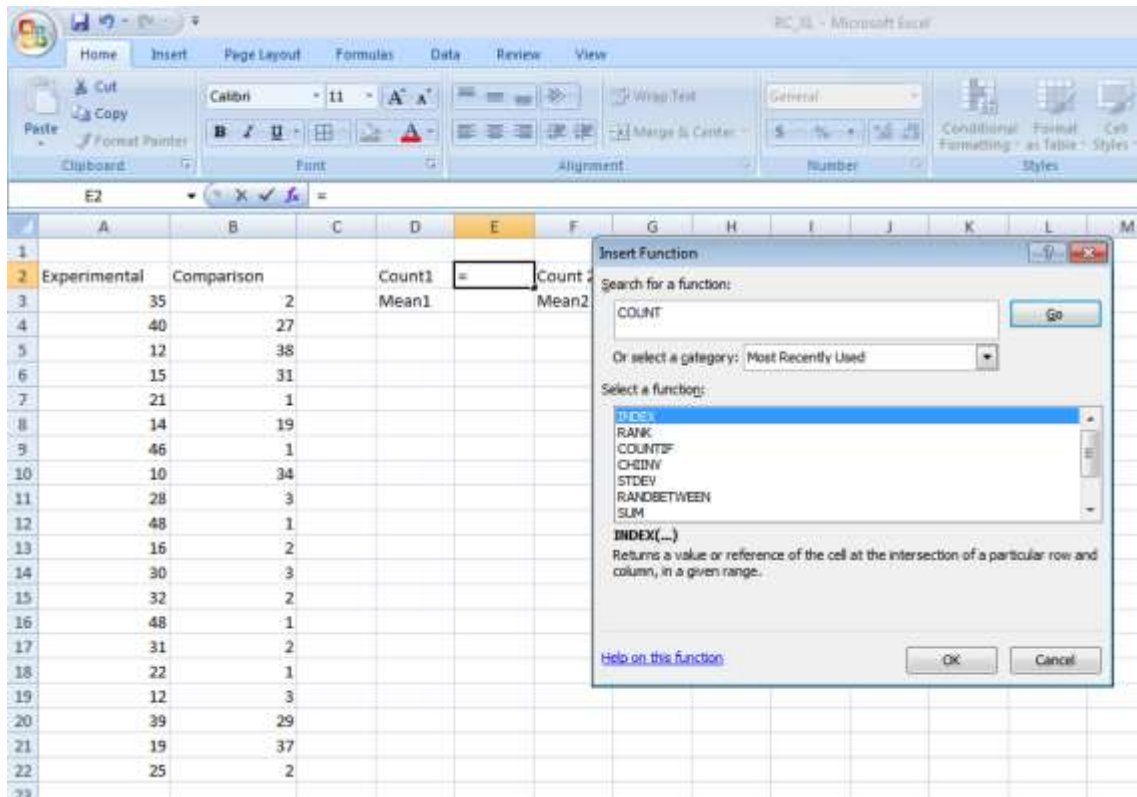 RC_XL - Microsoft Excel
Home Insert Page Layout Formulas Data Review View
Paste
Cut
Copy
Format Painter
Clipboard
Calibri 11 A A
B I U A
Font
Wrap Text
Merge & Center
Alignment
General
$ %
Number
Conditional Formatting
Format as Table
Cell Styles
Styles
E2 fx =
A B C D E F G H I J K L M
1
2 Experimental Comparison Count1 = Count 2
3 35 2 Mean1 Mean2
4 40 27
5 12 38
6 15 31
7 21 1
8 14 19
9 46 1
10 10 34
11 28 3
12 48 1
13 16 2
14 30 3
15 32 2
16 48 1
17 31 2
18 22 1
19 12 3
20 39 29
21 19 37
22 25 2
23
Insert Function
Search for a function:
COUNT
Go
Or select a category: Most Recently Used
Select a function:
INDEX
RANK
COUNTIF
CHIINV
STDEV
RANDBETWEEN
SUM
INDEX(...)
Returns a value or reference of the cell at the intersection of a particular row and
column, in a given range.
Help on this function
OK Cancel